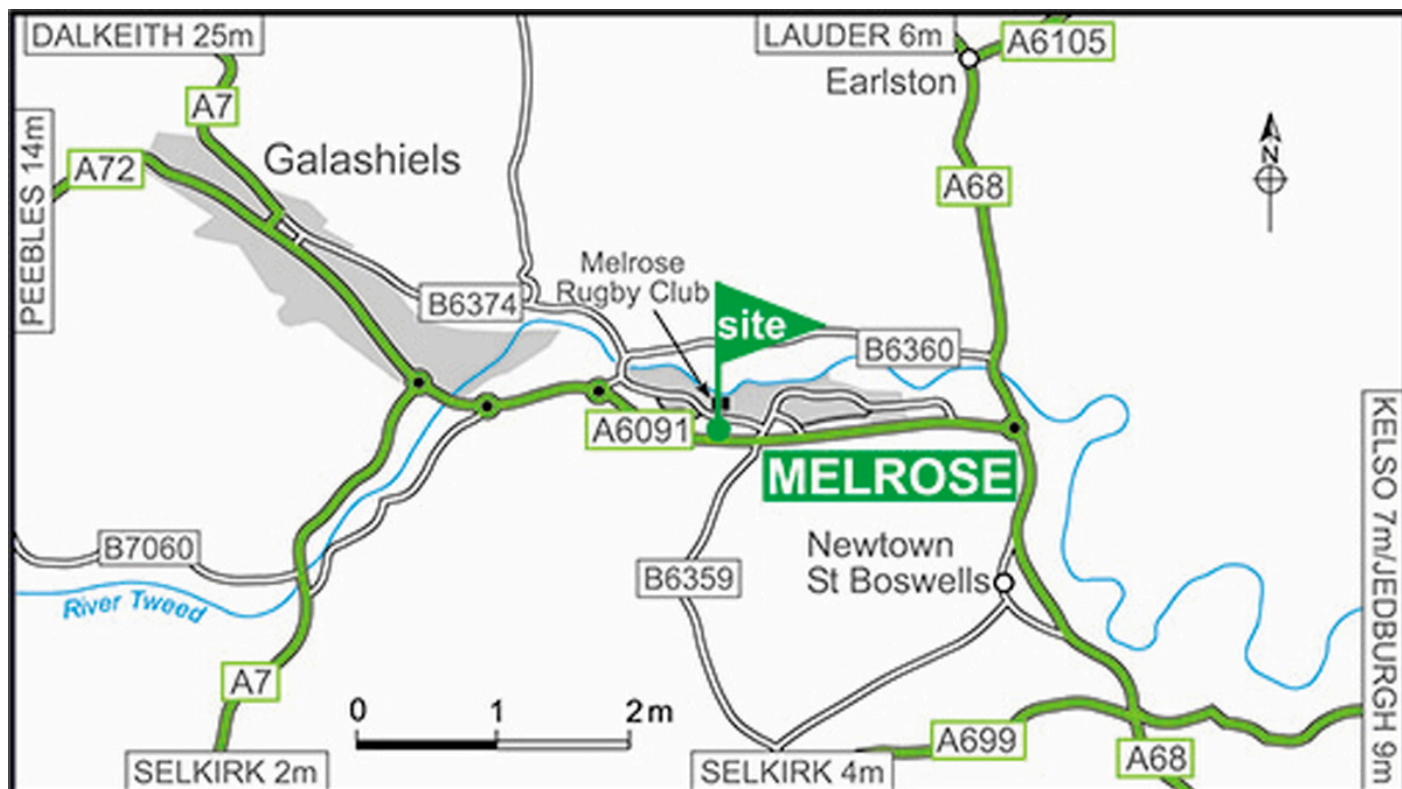 DALKEITH 25m
LAUDER 6m
A6105
Earlston
A7
PEEBLES 14m
A72
Galashiels
N
A68
Melrose
Rugby Club
B6374
site
B6360
A6091
MELROSE
KELSO 7m/JEDBURGH 9m
B7060
Newtown
St Boswells
B6359
River Tweed
A7
0 1 2m
A699
A68
SELKIRK 2m
SELKIRK 4m